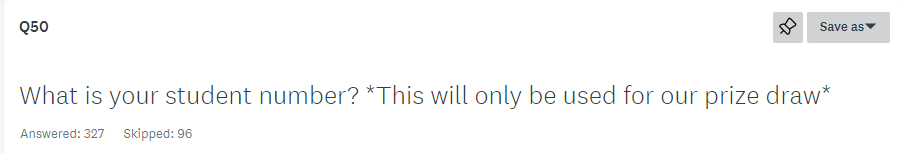 Q50
Save as
What is your student number? *This will only be used for our prize draw*
Answered: 327 Skipped: 96